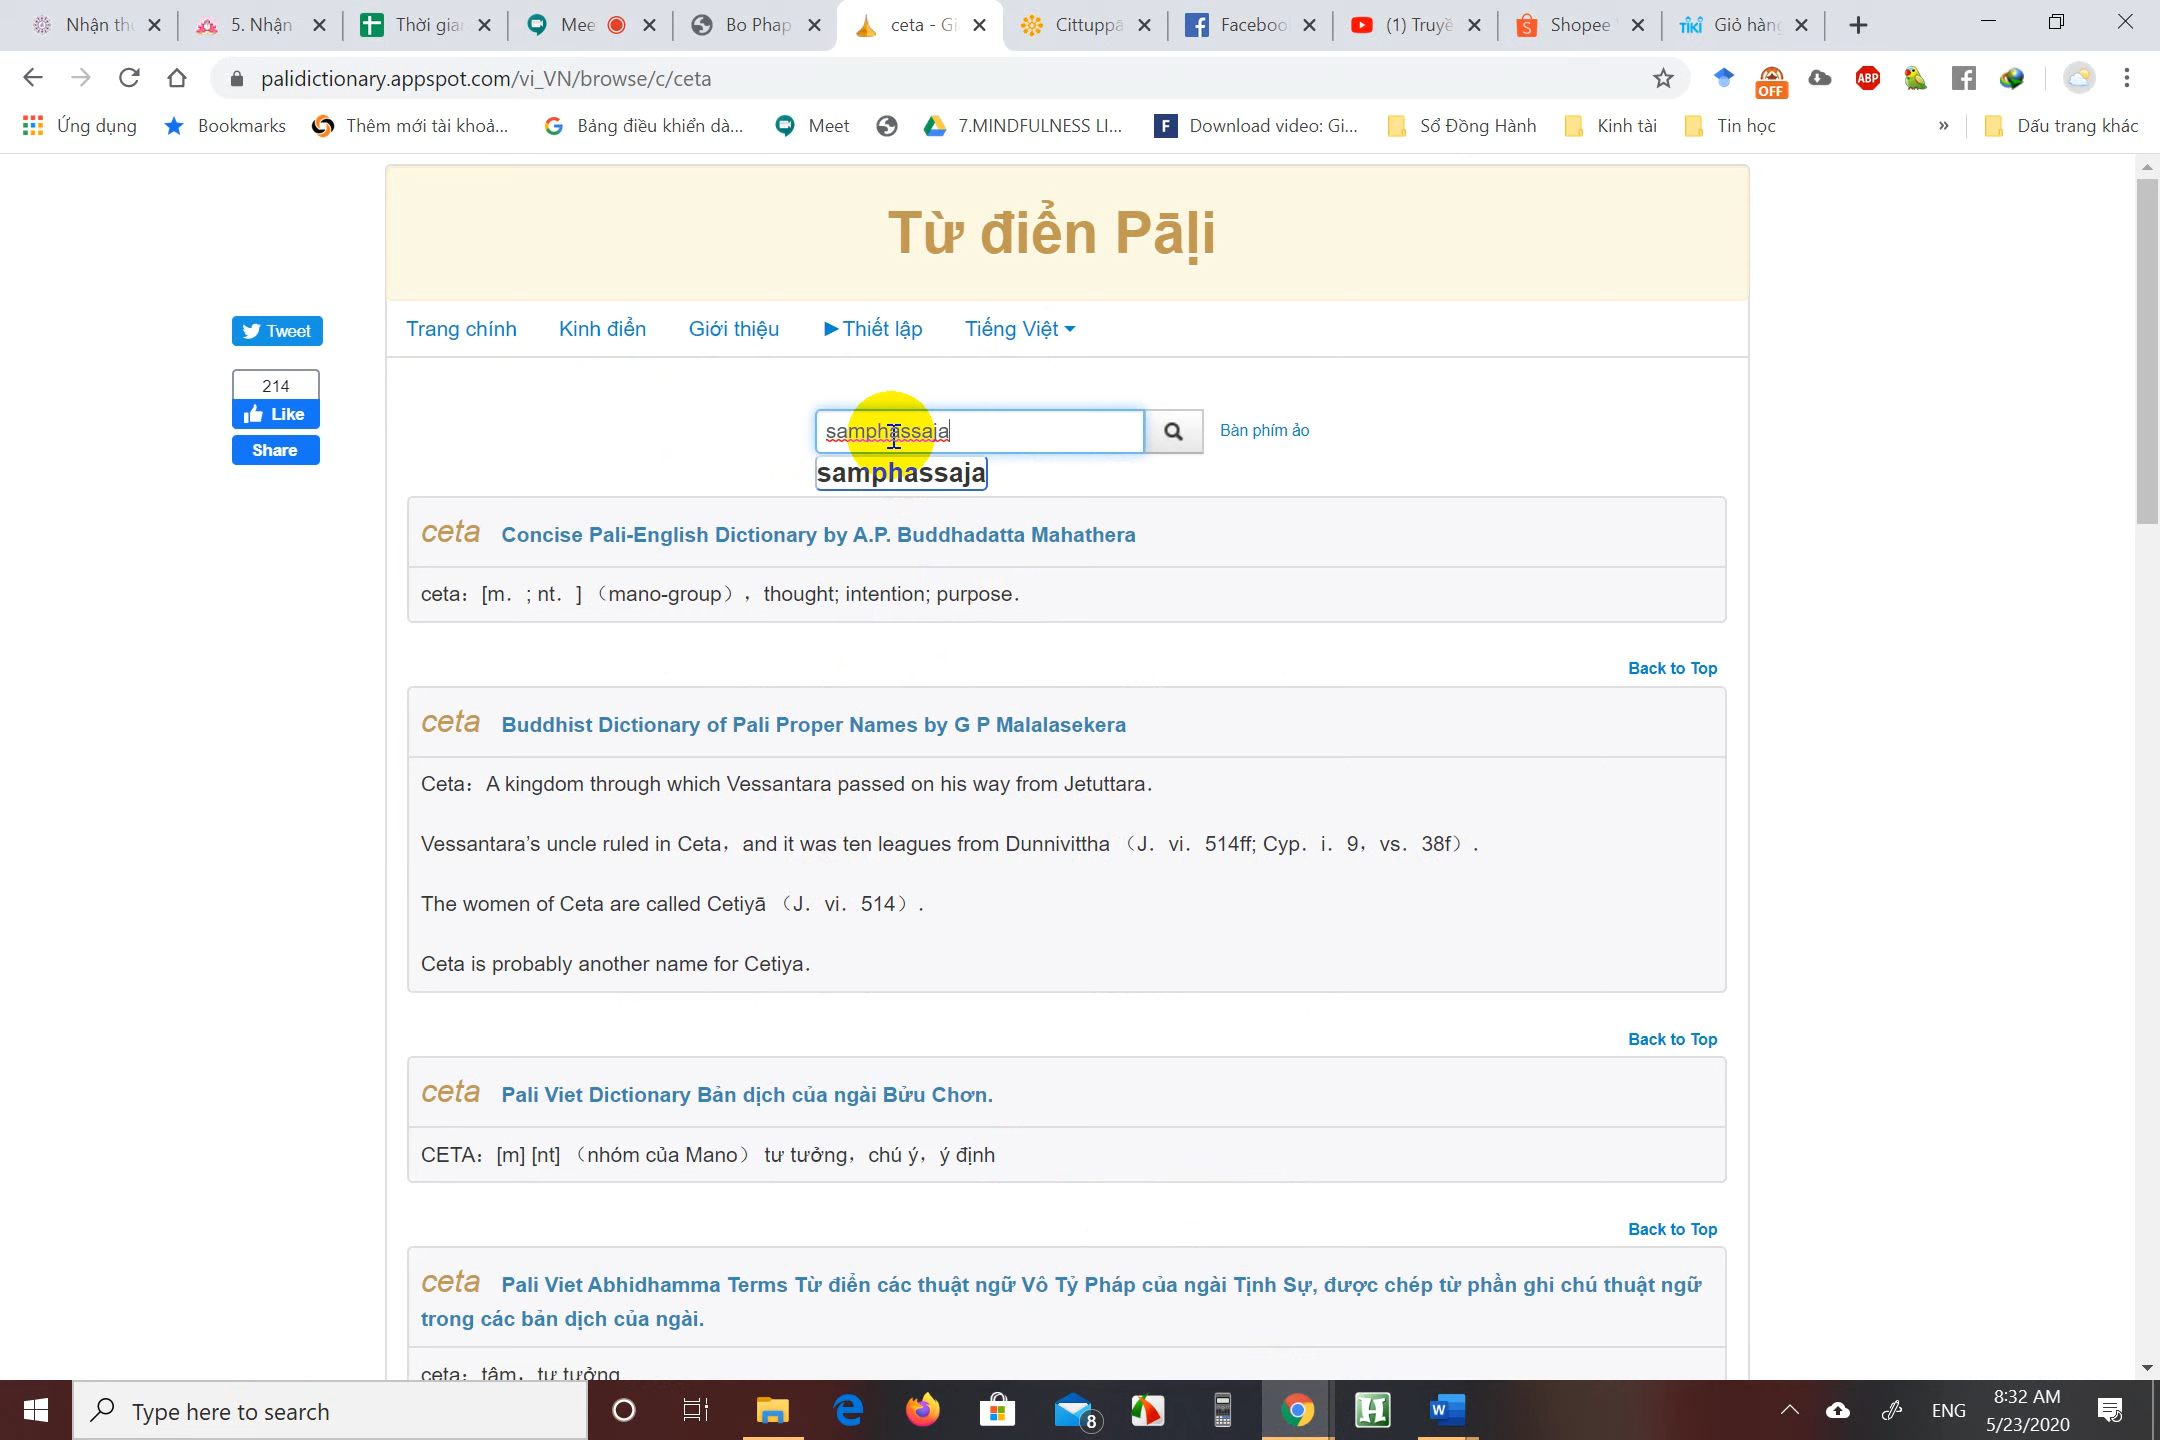 Nhận thứ
5. Nhận
Thời gian
Mee
Bo Phap
ceta - Gi
Cittuppā
Faceboo
(1) Truyề
Shopee
Giỏ hàng
palidictionary.appspot.com/vi_VN/browse/c/ceta
OFF
ABP
Ứng dụng
Bookmarks
Thêm mới tài khoả...
Bảng điều khiển dà...
Meet
7.MINDFULNESS LI...
Download video: Gi...
Sổ Đồng Hành
Kinh tài
Tin học
»
Dấu trang khác
Từ điển Pāḷi
Trang chính
Kinh điển
Giới thiệu
►Thiết lập
Tiếng Việt
Tweet
214
Like
Share
samphassaja
Bàn phím ảo
samphassaja
ceta Concise Pali-English Dictionary by A.P. Buddhadatta Mahathera
ceta：[m．; nt．]（mano-group），thought; intention; purpose．
Back to Top
ceta Buddhist Dictionary of Pali Proper Names by G P Malalasekera
Ceta：A kingdom through which Vessantara passed on his way from Jetuttara．
Vessantara's uncle ruled in Ceta，and it was ten leagues from Dunnivittha（J．vi．514ff; Cyp．i．9，vs．38f）．
The women of Ceta are called Cetiyā（J．vi．514）．
Ceta is probably another name for Cetiya．
Back to Top
ceta Pali Viet Dictionary Bản dịch của ngài Bửu Chơn.
CETA：[m] [nt]（nhóm của Mano）tư tưởng，chú ý，ý định
Back to Top
ceta Pali Viet Abhidhamma Terms Từ điển các thuật ngữ Vô Tỷ Pháp của ngài Tịnh Sự, được chép từ phần ghi chú thuật ngữ
trong các bản dịch của ngài.
ceta：tâm，tư tưởng
Type here to search
8
ENG
8:32 AM
5/23/2020